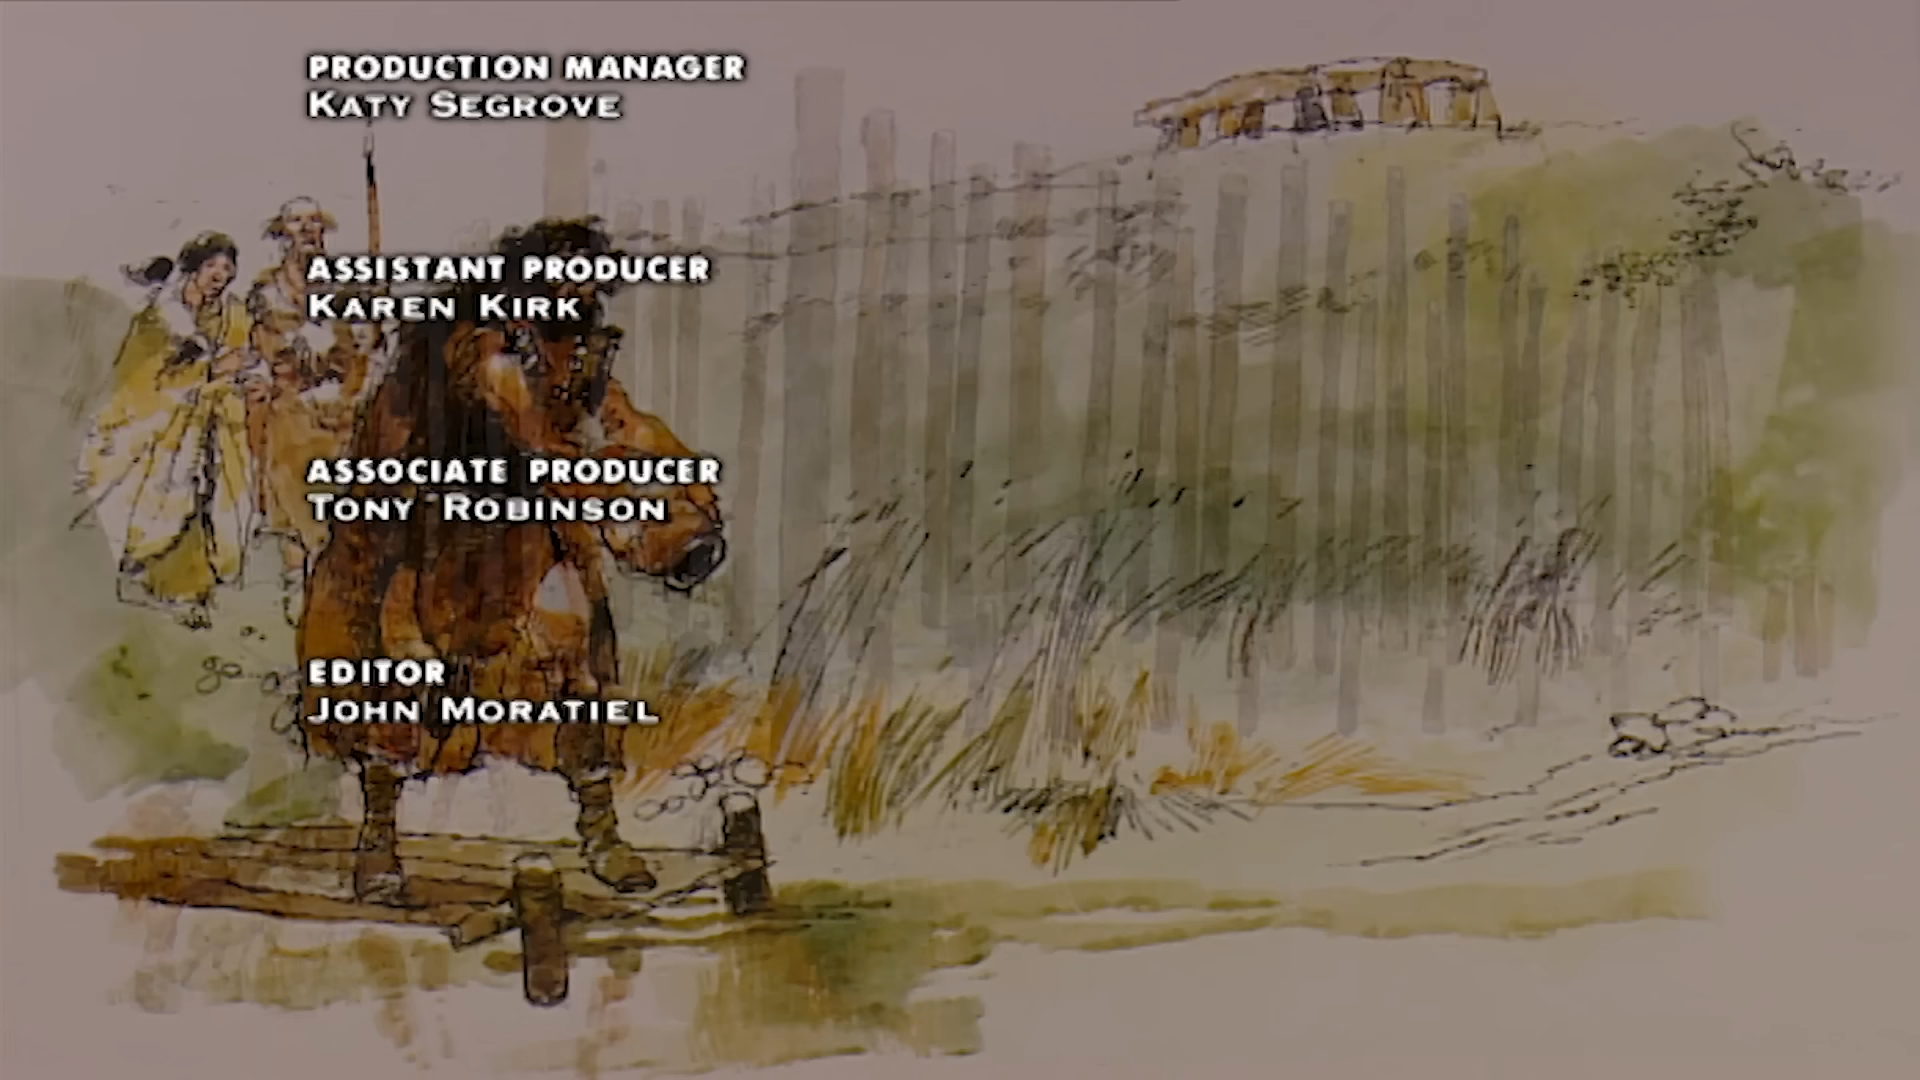 PRODUCTION MANAGER
KATY SEGROVE
ASSISTANT PRODUCER
KAREN KIRK
ASSOCIATE PRODUCER
TONY ROBINSON
EDITOR
JOHN MORATIEL